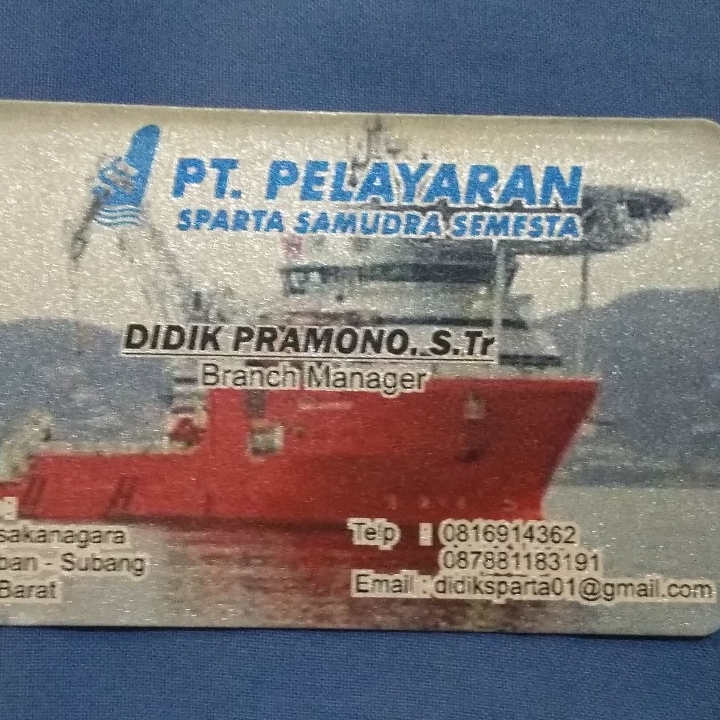 PT. PELAYARAN
SPARTA SAMUDRA SEMESTA
DIDIK PRAMONO. S.Tr
Branch Manager
sakanagara
ban - Subang
Barat
Telp : 0816914362
087881183191
Email : didiksparta01@gmail.com